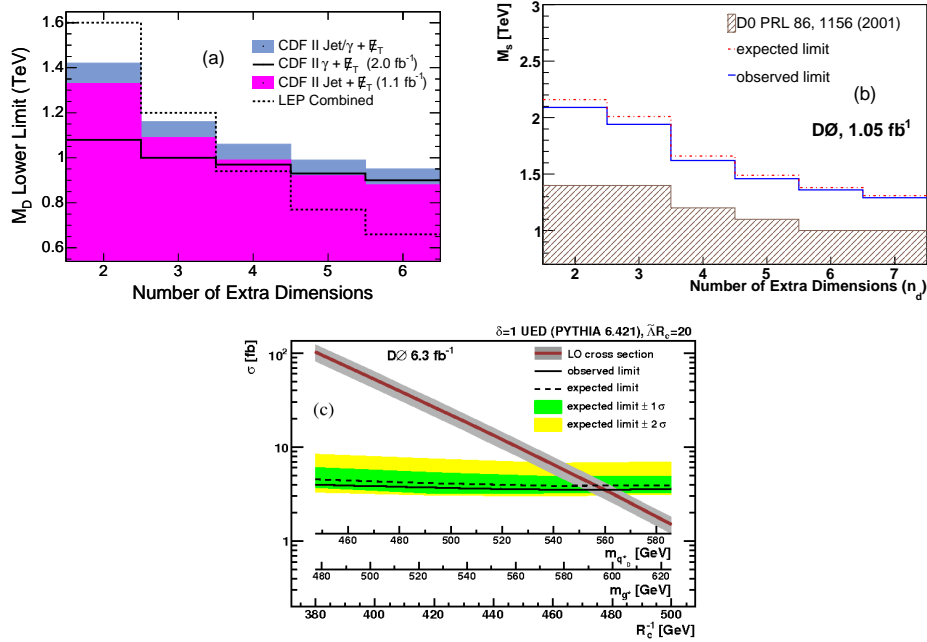 M_D Lower Limit (TeV)
1.6
1.4
1.2
1
0.8
0.6
(a)
CDF II Jet/γ + E̸_T
CDF II γ + E̸_T (2.0 fb⁻¹)
CDF II Jet + E̸_T (1.1 fb⁻¹)
LEP Combined
2 3 4 5 6
Number of Extra Dimensions
M_s [TeV]
3
2.5
2
1.5
1
D0 PRL 86, 1156 (2001)
expected limit
observed limit
(b)
DØ, 1.05 fb⁻¹
2 3 4 5 6 7
Number of Extra Dimensions (n_d)
δ=1 UED (PYTHIA 6.421), Λ̃R_c=20
σ [fb]
10²
10
1
DØ 6.3 fb⁻¹
(c)
LO cross section
observed limit
expected limit
expected limit ± 1 σ
expected limit ± 2 σ
460 480 500 520 540 560 580
m_q*_D [GeV]
480 500 520 540 560 580 600 620
m_g* [GeV]
380 400 420 440 460 480 500
R_c⁻¹ [GeV]